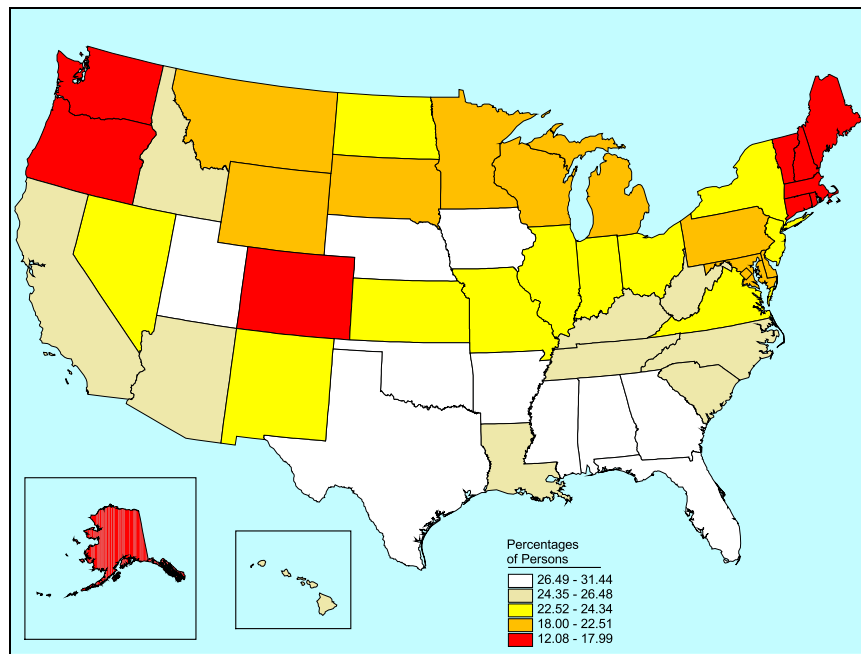 Percentages
of Persons
26.49 - 31.44
24.35 - 26.48
22.52 - 24.34
18.00 - 22.51
12.08 - 17.99